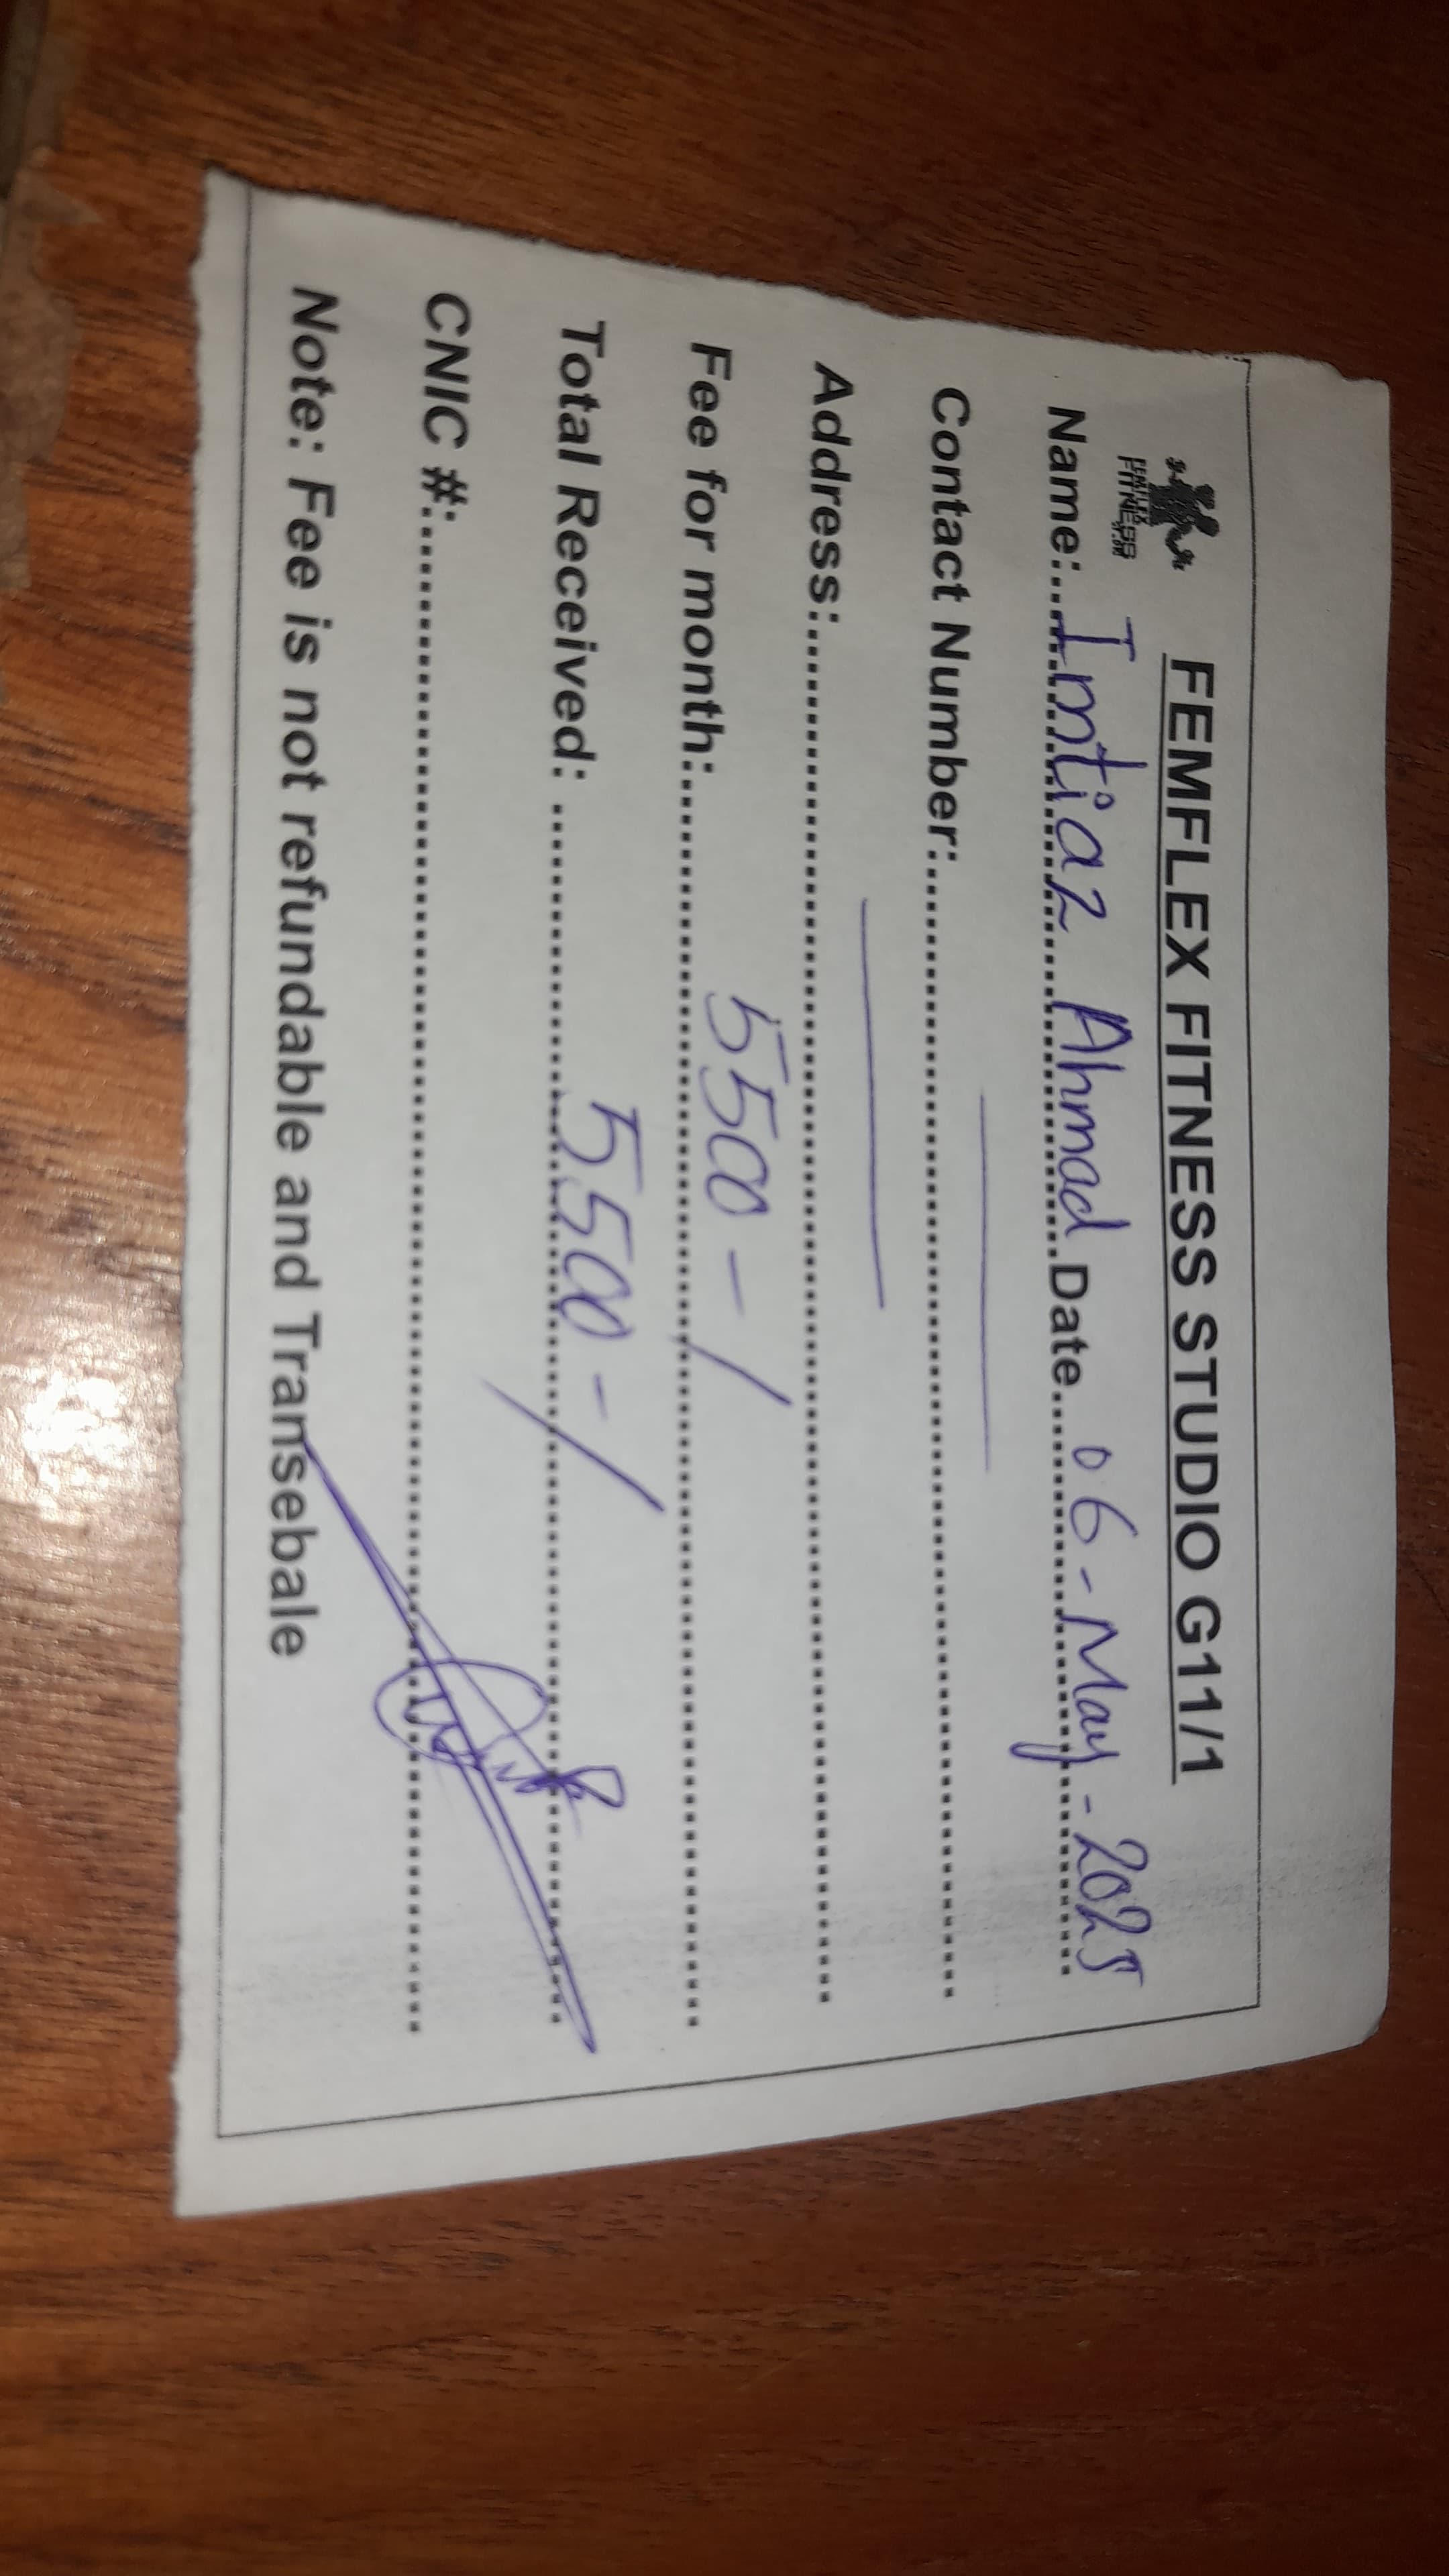 FEMFLEX FITNESS STUDIO G11/1
FITNESS
Name:....Imtiaz Ahmad....Date....06-May-2025
Contact Number:....
Address:....
Fee for month:....5500-/
Total Received: ....5500-/
CNIC #:....
Note: Fee is not refundable and Transebale